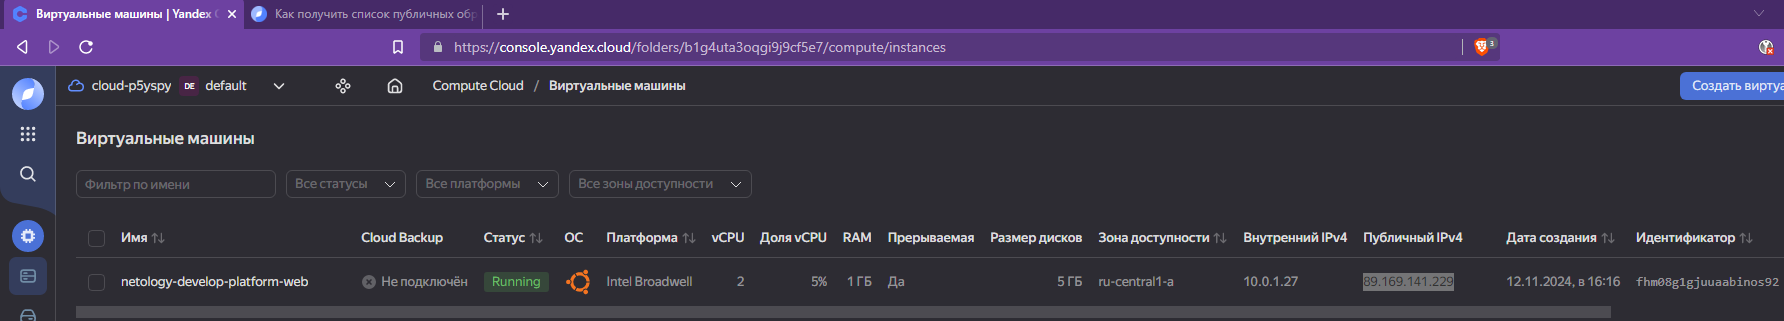 Виртуальные машины | Yandex C
Как получить список публичных обр
https://console.yandex.cloud/folders/b1g4uta3oqgi9j9cf5e7/compute/instances
3
cloud-p5yspy DE default Compute Cloud / Виртуальные машины Создать виртуа
Виртуальные машины
Фильтр по имени Все статусы Все платформы Все зоны доступности
Имя Cloud Backup Статус ОС Платформа vCPU Доля vCPU RAM Прерываемая Размер дисков Зона доступности Внутренний IPv4 Публичный IPv4 Дата создания Идентификатор
netology-develop-platform-web Не подключён Running Intel Broadwell 2 5% 1 ГБ Да 5 ГБ ru-central1-a 10.0.1.27 89.169.141.229 12.11.2024, в 16:16 fhm08g1gjuuaabinos92